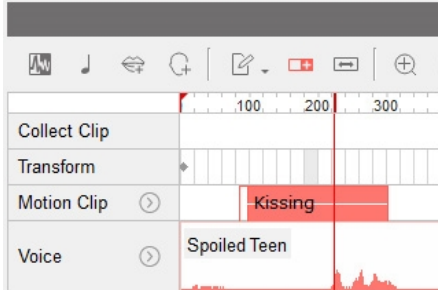 100 200 300
Collect Clip
Transform
Motion Clip Kissing
Voice Spoiled Teen